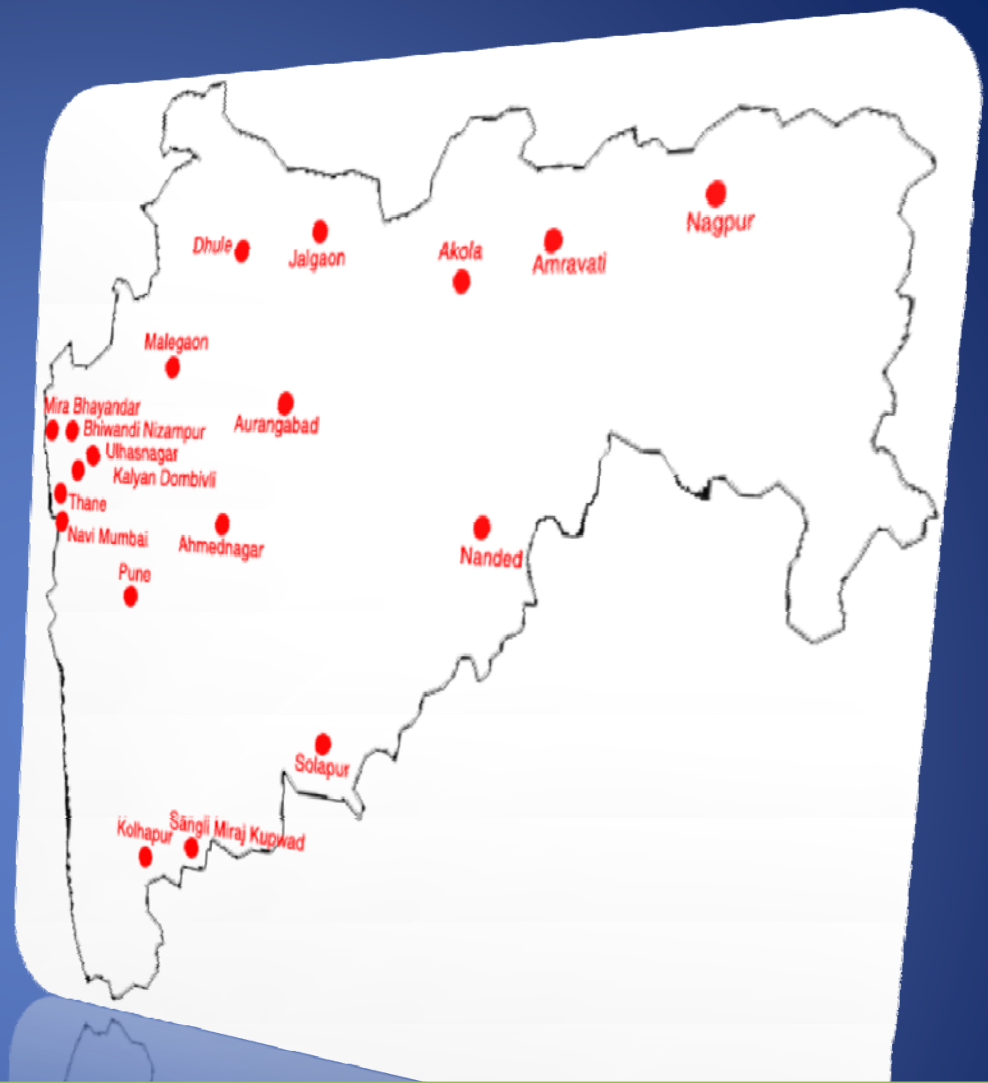 Nagpur
Dhule
Jalgaon
Akola
Amravati
Malegaon
Mira Bhayandar
Aurangabad
Bhiwandi Nizampur
Ulhasnagar
Kalyan Dombivli
Thane
Navi Mumbai
Ahmednagar
Nanded
Pune
Solapur
Kolhapur
Sangli Miraj Kupwad